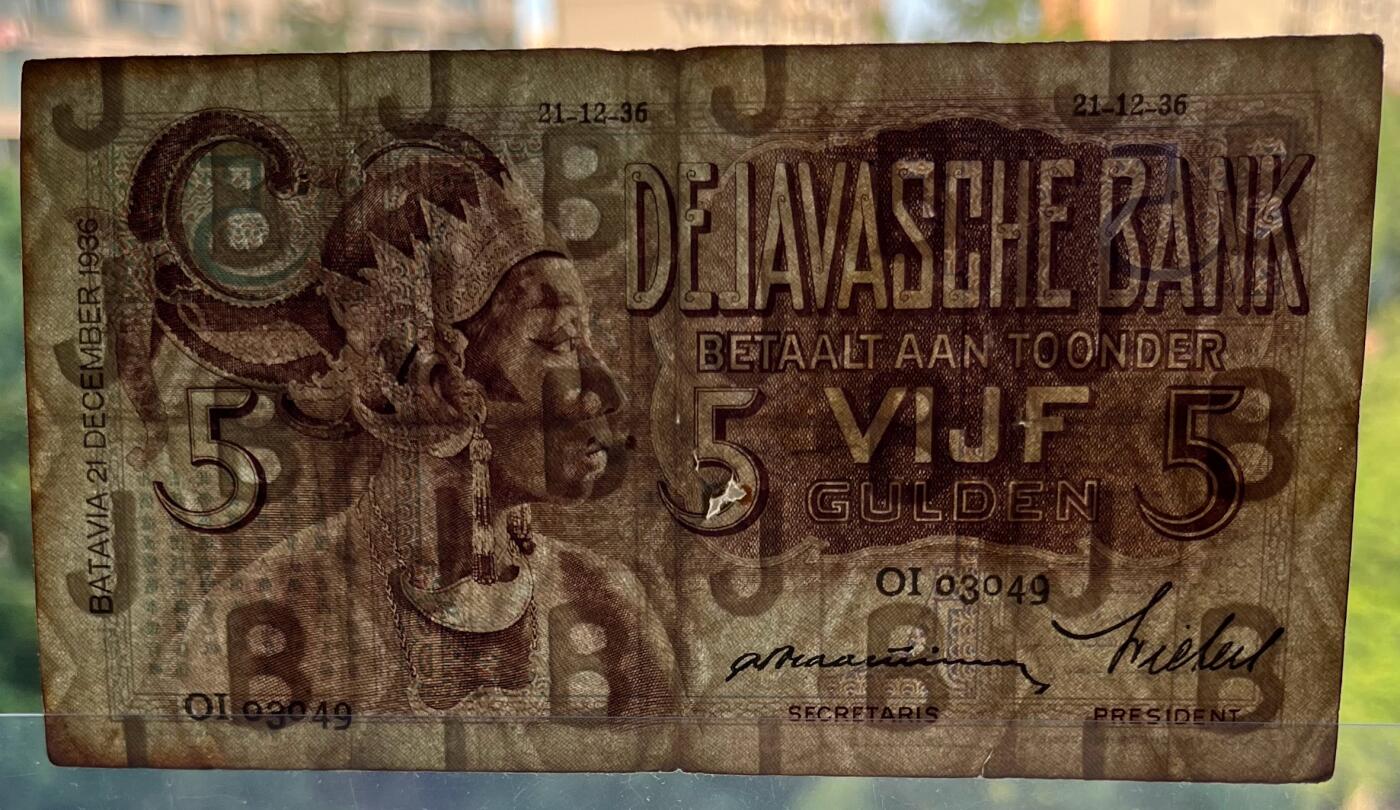 21-12-36
21-12-36
DE JAVASCHE BANK
BETAALT AAN TOONDER
5
5
VIJF
5
GULDEN
BATAVIA 21 DECEMBER 1936
OI 03049
OI 03049
SECRETARIS
PRESIDENT
J J J J
B B B B
J B B
J J J
B B B B